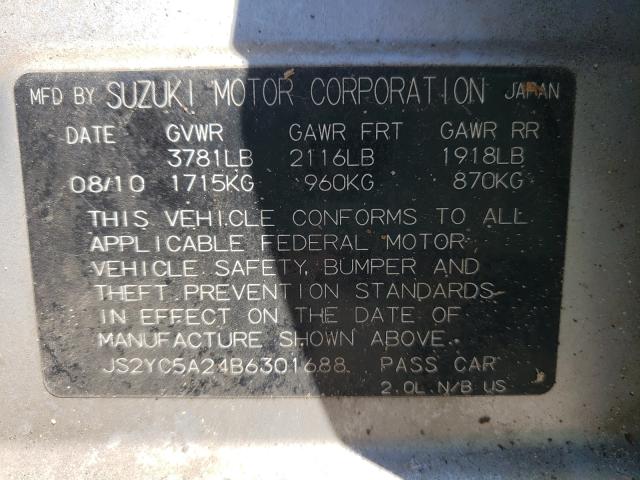 MFD BY SUZUKI MOTOR CORPORATION JAPAN
DATE GVWR GAWR FRT GAWR RR
3781LB 2116LB 1918LB
08/10 1715KG 960KG 870KG
THIS VEHICLE CONFORMS TO ALL
APPLICABLE FEDERAL MOTOR
VEHICLE SAFETY, BUMPER AND
THEFT PREVENTION STANDARDS
IN EFFECT ON THE DATE OF
MANUFACTURE SHOWN ABOVE.
JS2YC5A24B6301688 PASS CAR
2.0L N/B US